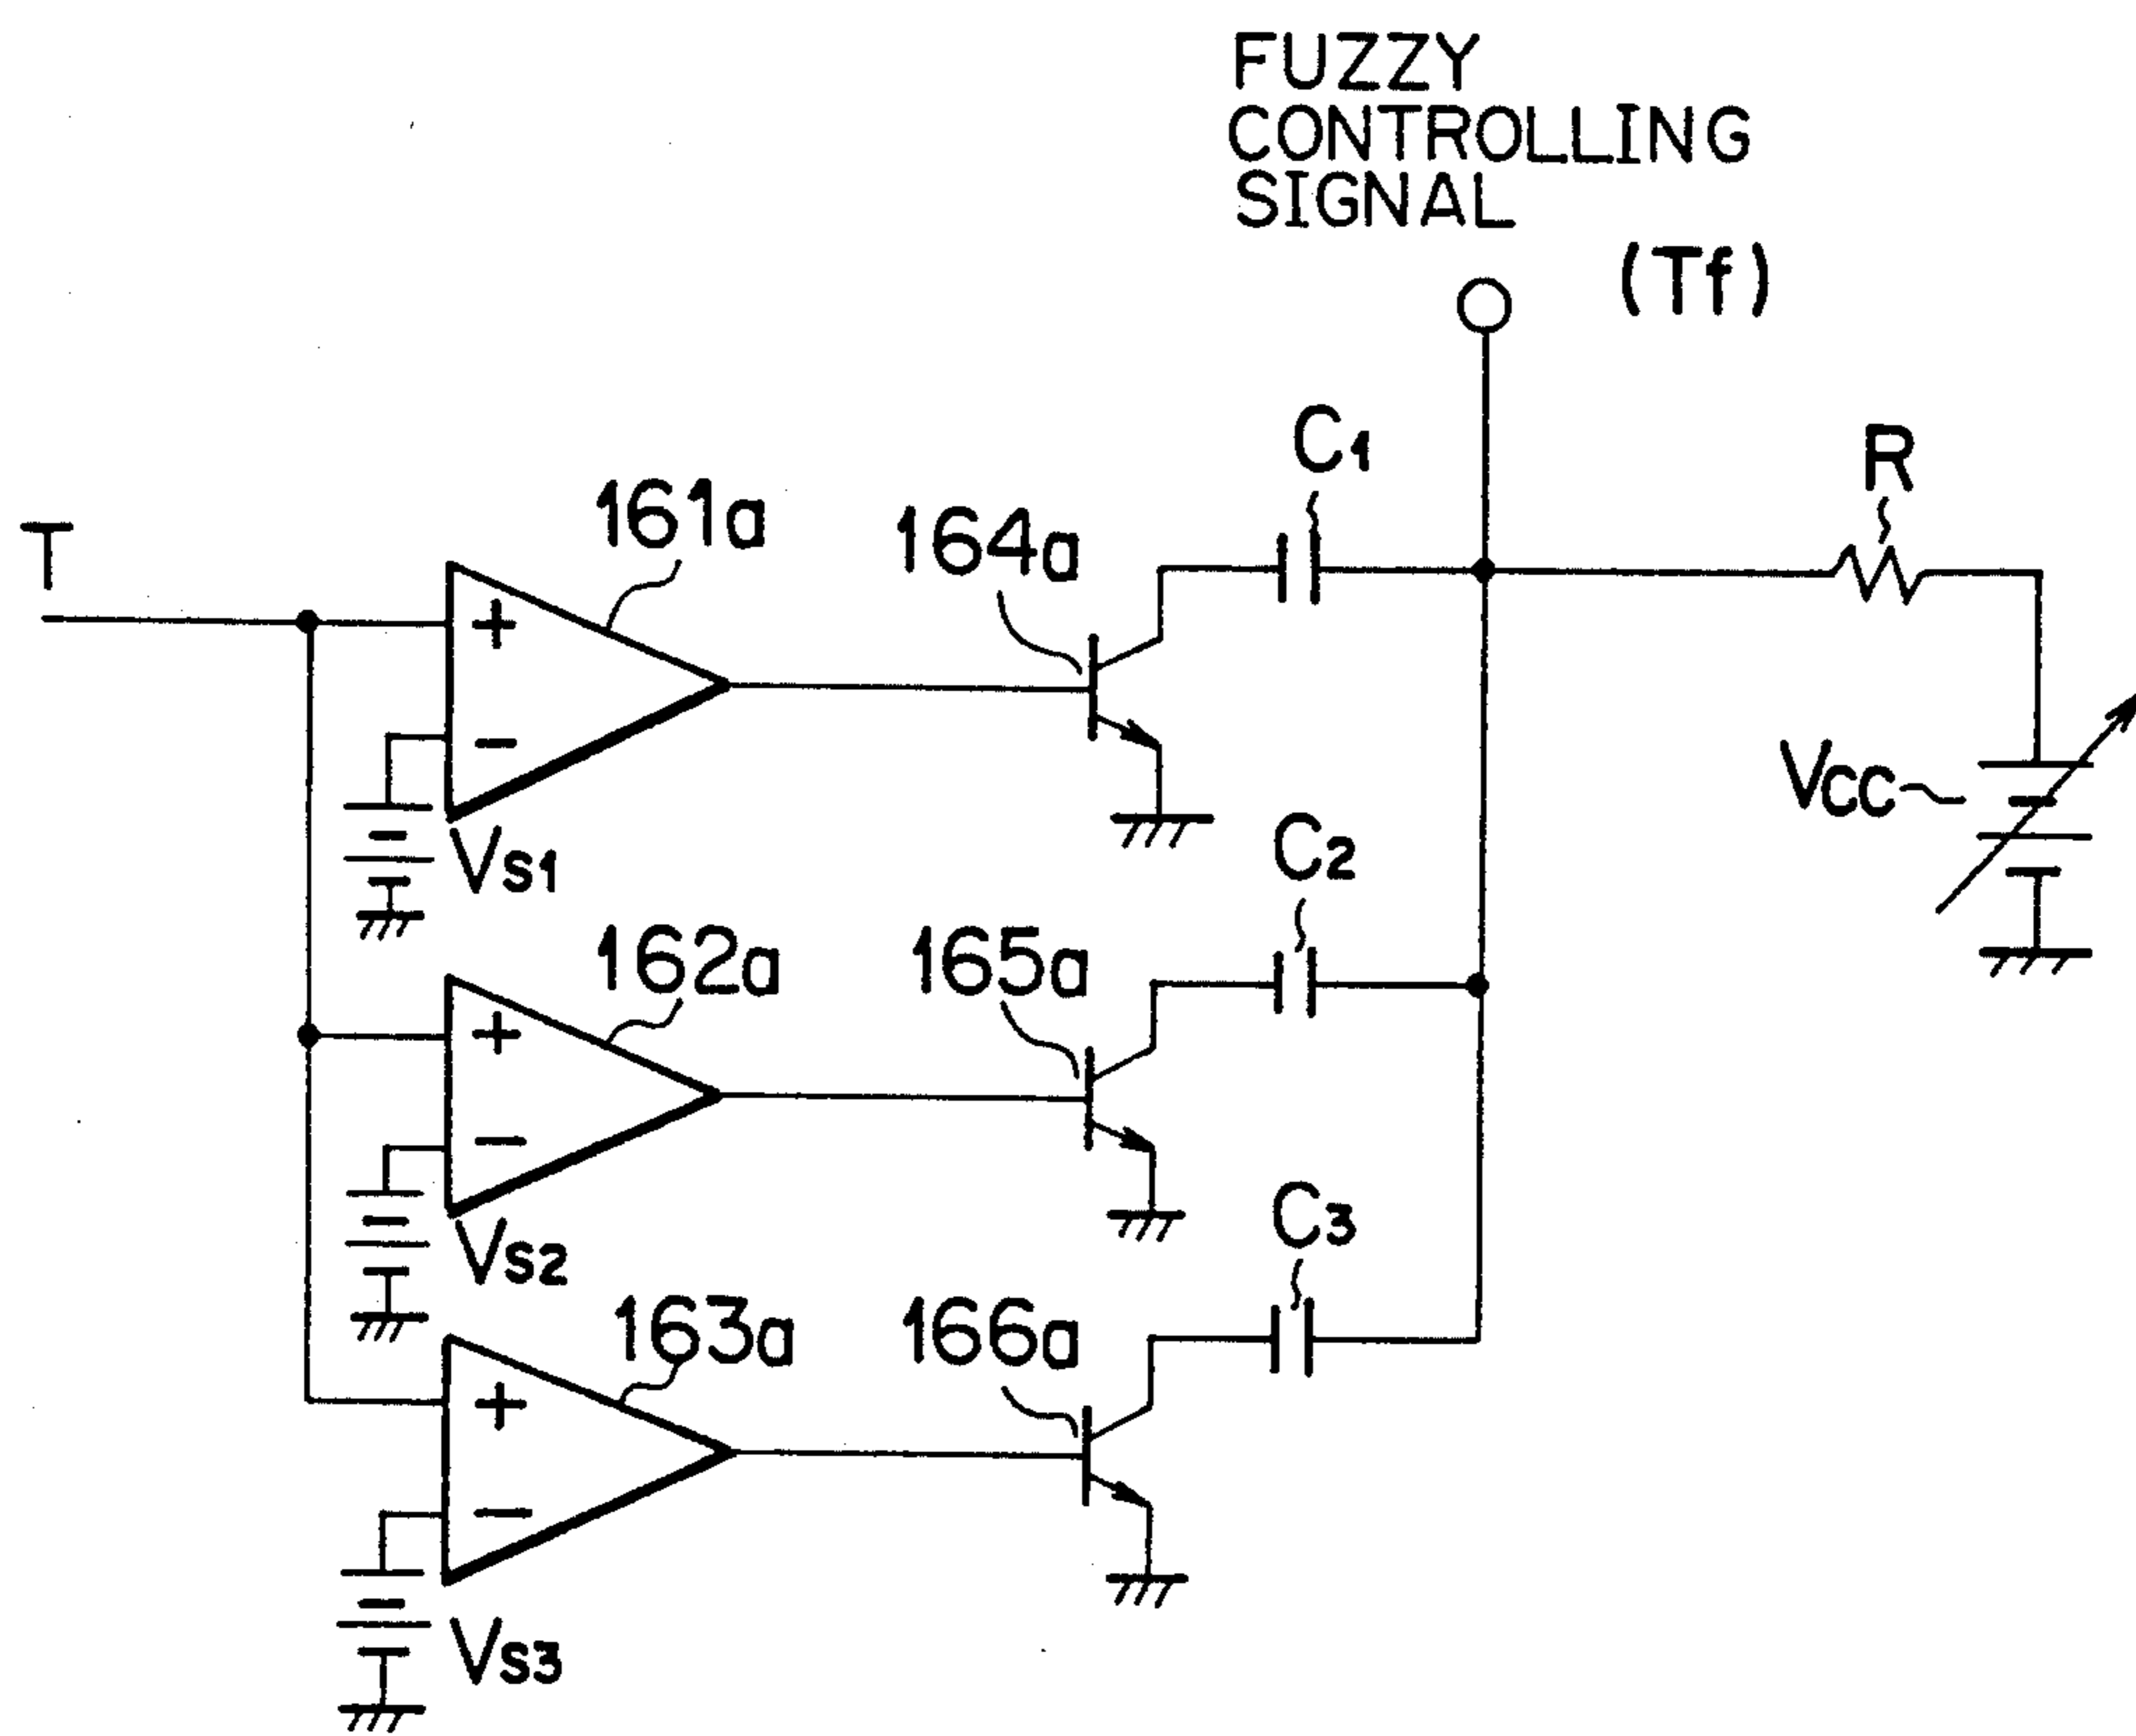 FUZZY
CONTROLLING
SIGNAL
(Tf)
C1
R
T
161a
164a
+
-
Vcc
Vs1
C2
162a
165a
+
-
C3
Vs2
163a
166a
+
-
Vs3